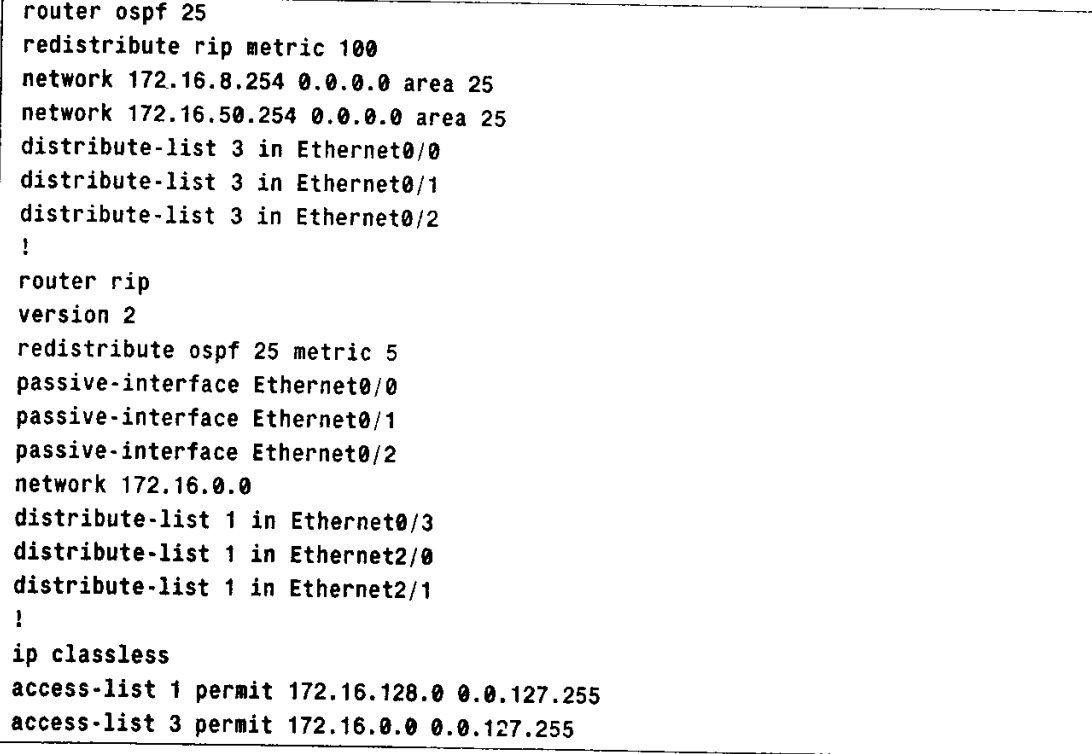 router ospf 25
redistribute rip metric 100
network 172.16.8.254 0.0.0.0 area 25
network 172.16.50.254 0.0.0.0 area 25
distribute-list 3 in Ethernet0/0
distribute-list 3 in Ethernet0/1
distribute-list 3 in Ethernet0/2
!
router rip
version 2
redistribute ospf 25 metric 5
passive-interface Ethernet0/0
passive-interface Ethernet0/1
passive-interface Ethernet0/2
network 172.16.0.0
distribute-list 1 in Ethernet0/3
distribute-list 1 in Ethernet2/0
distribute-list 1 in Ethernet2/1
!
ip classless
access-list 1 permit 172.16.128.0 0.0.127.255
access-list 3 permit 172.16.0.0 0.0.127.255